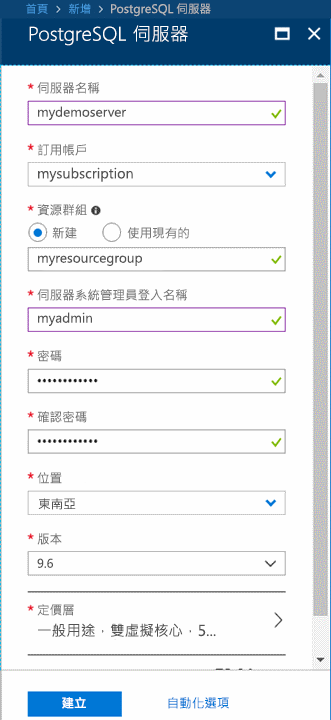 首頁 > 新增 > PostgreSQL 伺服器
PostgreSQL 伺服器
* 伺服器名稱
mydemoserver
* 訂用帳戶
mysubscription
* 資源群組
新建 使用現有的
myresourcegroup
* 伺服器系統管理員登入名稱
myadmin
* 密碼
••••••••••••
* 確認密碼
••••••••••••
* 位置
東南亞
* 版本
9.6
* 定價層
一般用途，雙虛擬核心，5...
建立 自動化選項